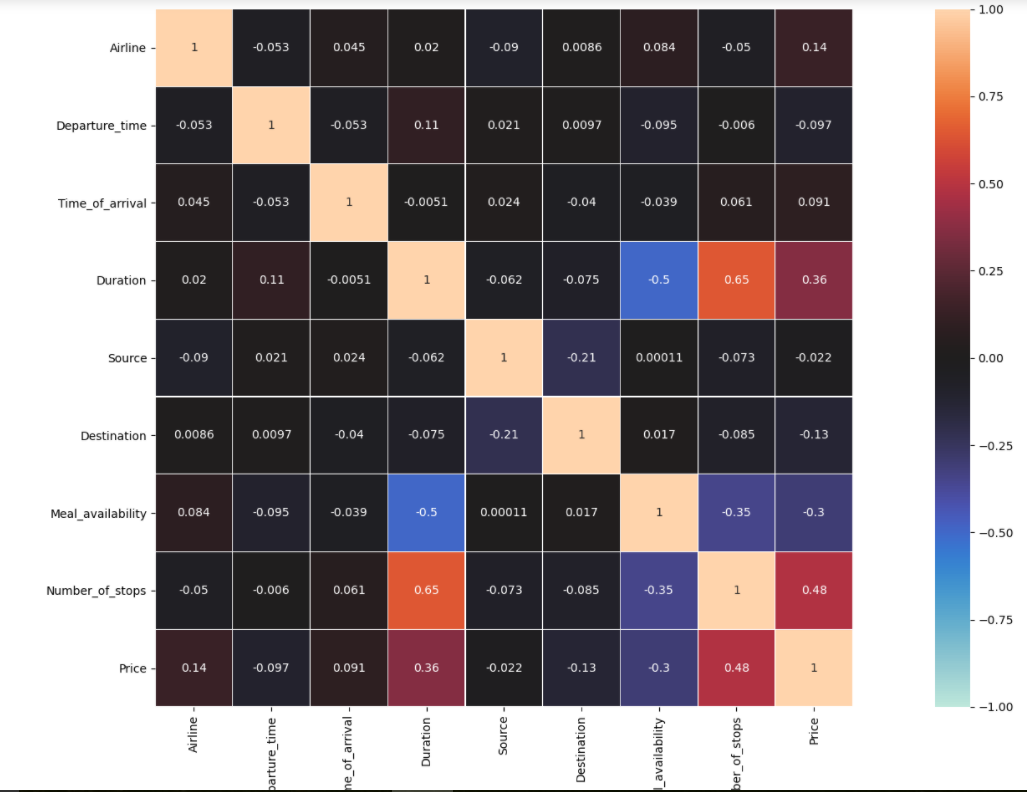 1.00
Airline 1 -0.053 0.045 0.02 -0.09 0.0086 0.084 -0.05 0.14
0.75
Departure_time -0.053 1 -0.053 0.11 0.021 0.0097 -0.095 -0.006 -0.097
Time_of_arrival 0.045 -0.053 1 -0.0051 0.024 -0.04 -0.039 0.061 0.091
0.50
0.25
Duration 0.02 0.11 -0.0051 1 -0.062 -0.075 -0.5 0.65 0.36
Source -0.09 0.021 0.024 -0.062 1 -0.21 0.00011 -0.073 -0.022
0.00
Destination 0.0086 0.0097 -0.04 -0.075 -0.21 1 0.017 -0.085 -0.13
−0.25
Meal_availability 0.084 -0.095 -0.039 -0.5 0.00011 0.017 1 -0.35 -0.3
−0.50
Number_of_stops -0.05 -0.006 0.061 0.65 -0.073 -0.085 -0.35 1 0.48
−0.75
Price 0.14 -0.097 0.091 0.36 -0.022 -0.13 -0.3 0.48 1
−1.00
Airline
parture_time
ne_of_arrival
Duration
Source
Destination
l_availability
ber_of_stops
Price